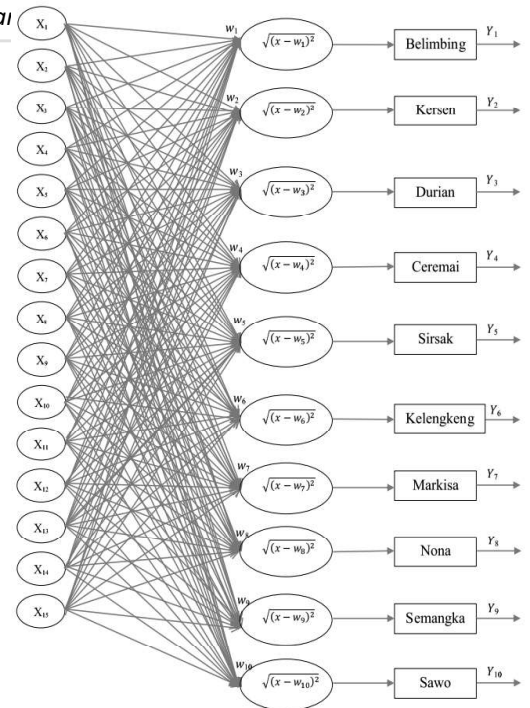 X₁
X₂
X₃
X₄
X₅
X₆
X₇
X₈
X₉
X₁₀
X₁₁
X₁₂
X₁₃
X₁₄
X₁₅
w₁ √(x − w₁)² Belimbing Y₁
w₂ √(x − w₂)² Kersen Y₂
w₃ √(x − w₃)² Durian Y₃
w₄ √(x − w₄)² Ceremai Y₄
w₅ √(x − w₅)² Sirsak Y₅
w₆ √(x − w₆)² Kelengkeng Y₆
w₇ √(x − w₇)² Markisa Y₇
w₈ √(x − w₈)² Nona Y₈
w₉ √(x − w₉)² Semangka Y₉
w₁₀ √(x − w₁₀)² Sawo Y₁₀